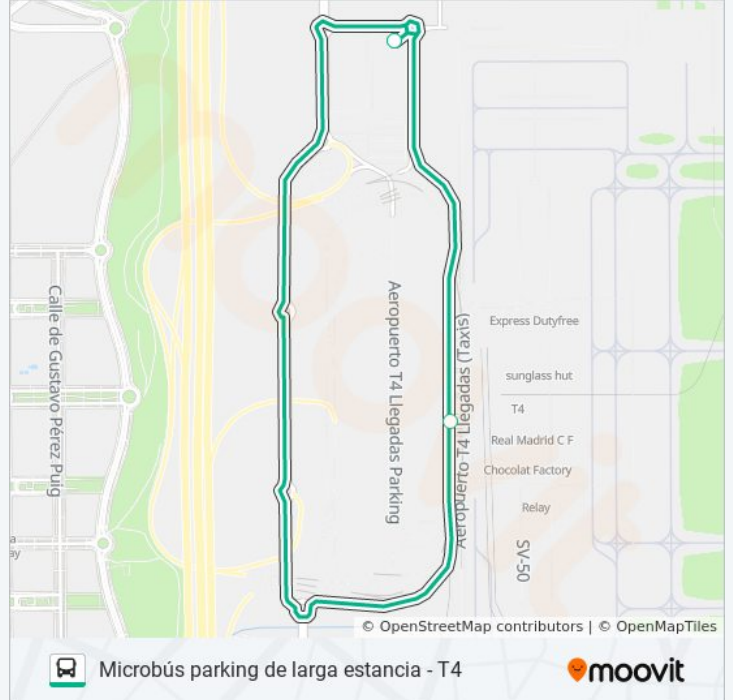 Calle de Gustavo Pérez Puig
Aeropuerto T4 Llegadas Parking
Aeropuerto T4 Llegadas (Taxis)
Express Dutyfree
sunglass hut
T4
Real Madrid C F
Chocolat Factory
Relay
SV-50
a
ay
© OpenStreetMap contributors | © OpenMapTiles
Microbús parking de larga estancia - T4
moovit